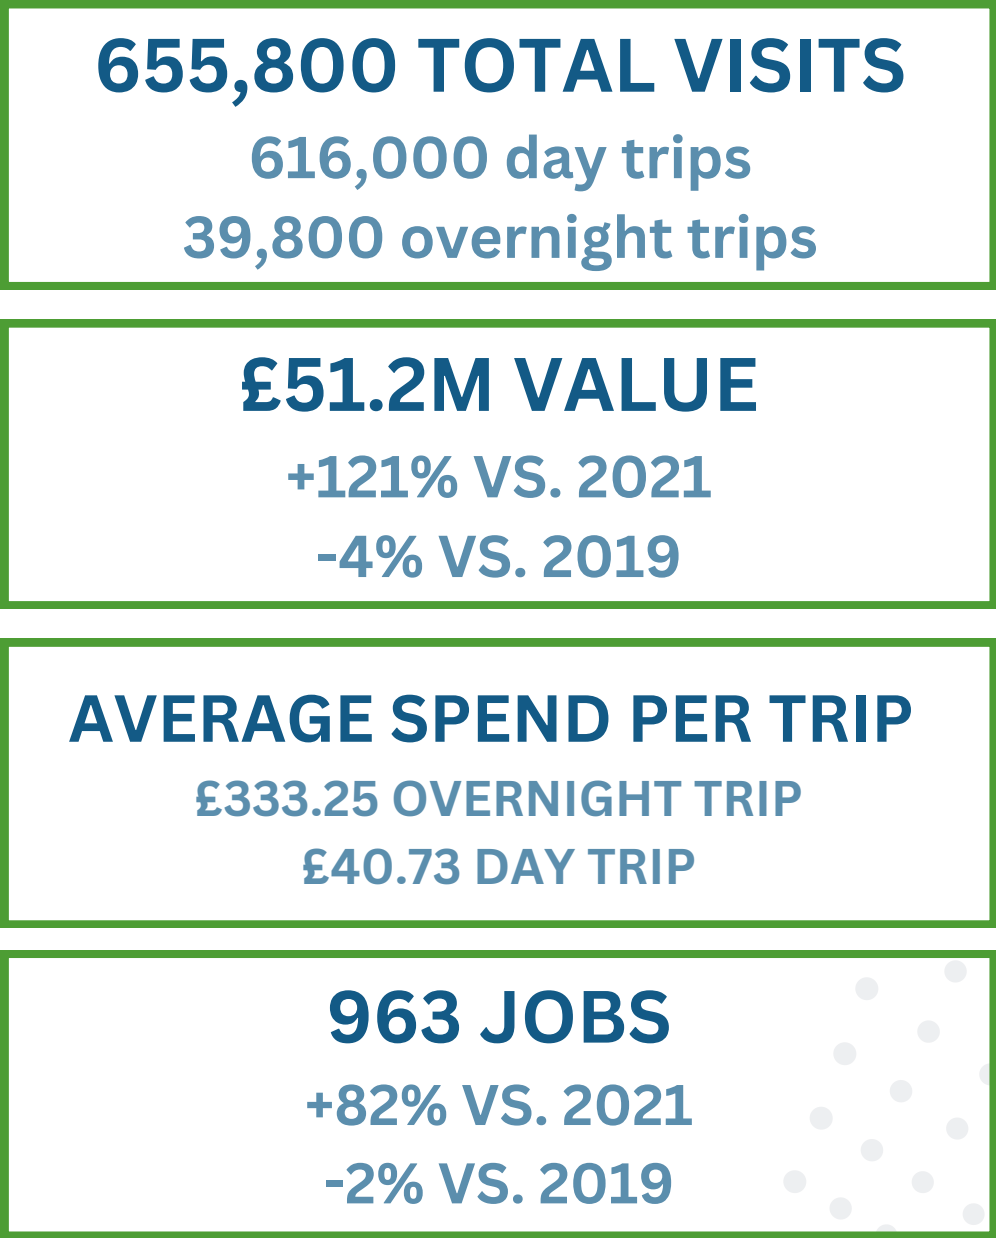 655,800 TOTAL VISITS
616,000 day trips
39,800 overnight trips
£51.2M VALUE
+121% VS. 2021
-4% VS. 2019
AVERAGE SPEND PER TRIP
£333.25 OVERNIGHT TRIP
£40.73 DAY TRIP
963 JOBS
+82% VS. 2021
-2% VS. 2019